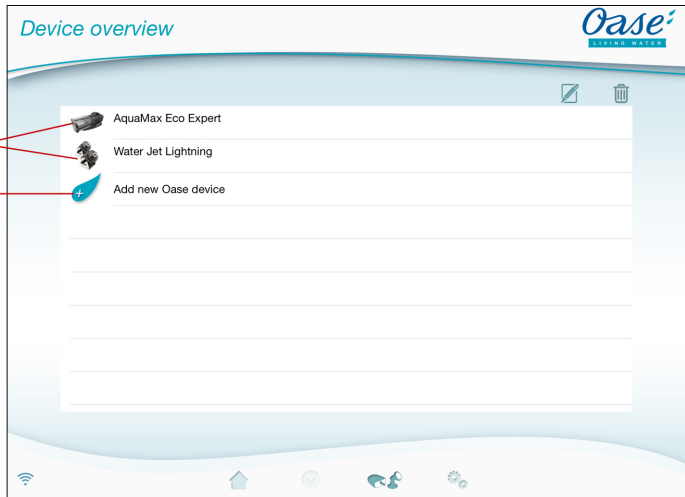 Device overview
Oase
LIVING WATER
AquaMax Eco Expert
Water Jet Lightning
Add new Oase device